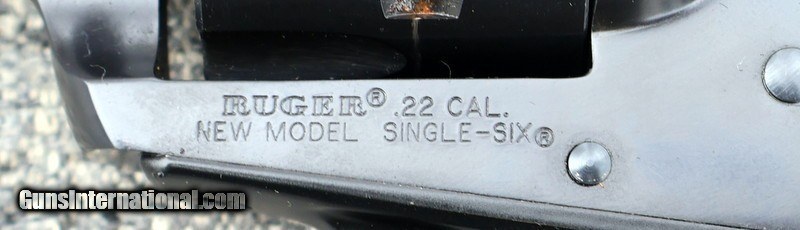 RUGER® .22 CAL.
NEW MODEL SINGLE-SIX®
GunsInternational.com